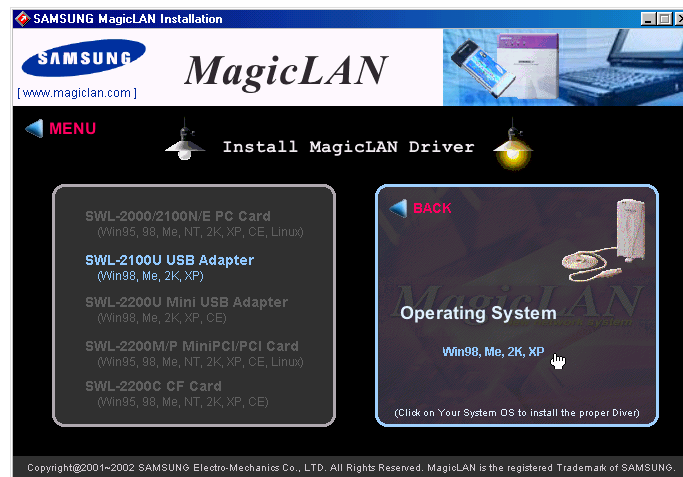 SAMSUNG MagicLAN Installation
SAMSUNG
[ www.magiclan.com ]
MagicLAN
MENU
Install MagicLAN Driver
SWL-2000/2100N/E PC Card
(Win95, 98, Me, NT, 2K, XP, CE, Linux)
SWL-2100U USB Adapter
(Win98, Me, 2K, XP)
SWL-2200U Mini USB Adapter
(Win98, Me, 2K, XP, CE)
SWL-2200M/P MiniPCI/PCI Card
(Win95, 98, Me, NT, 2K, XP, CE, Linux)
SWL-2200C CF Card
(Win95, 98, Me, NT, 2K, XP, CE)
BACK
MagicLAN
Operating System
Win98, Me, 2K, XP
(Click on Your System OS to install the proper Diver)
Copyright@2001~2002 SAMSUNG Electro-Mechanics Co., LTD. All Rights Reserved. MagicLAN is the registered Trademark of SAMSUNG.